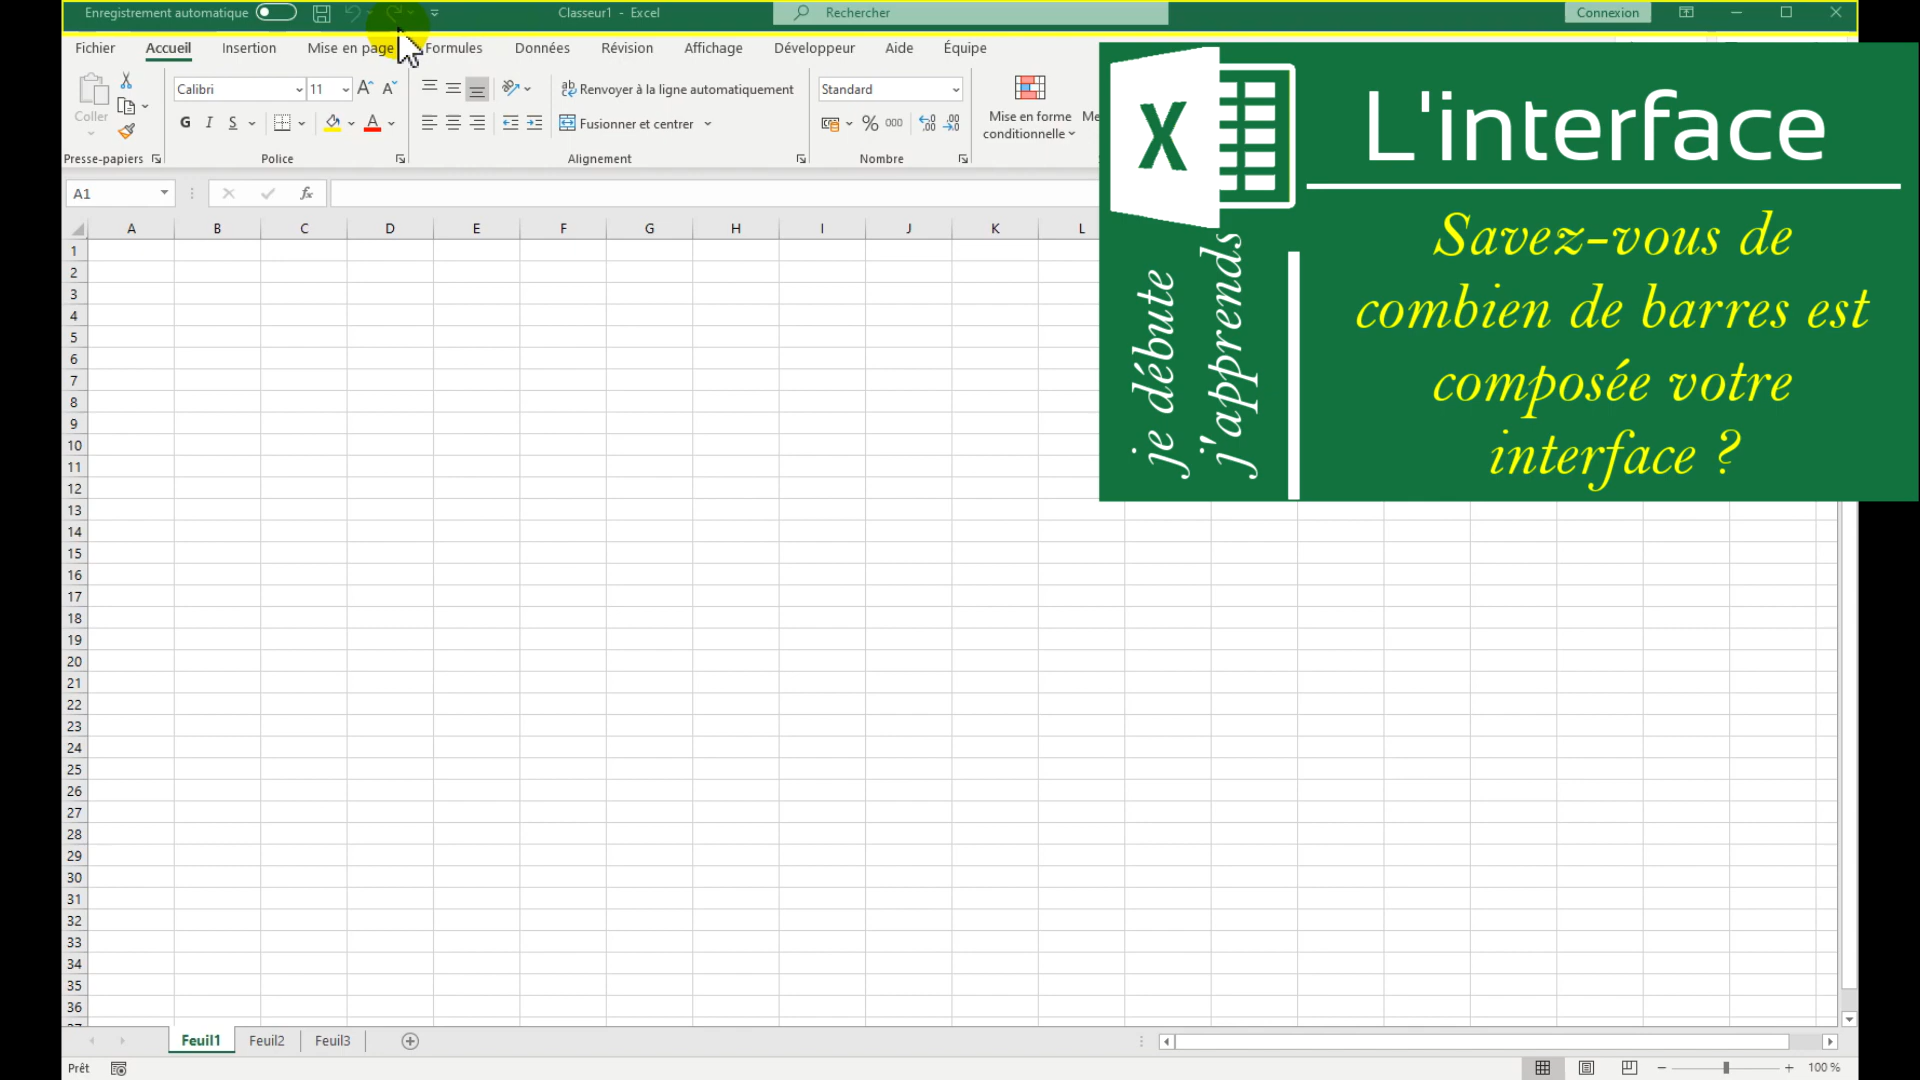 Enregistrement automatique
Classeur1 - Excel
Rechercher
Connexion
Fichier Accueil Insertion Mise en page Formules Données Révision Affichage Développeur Aide Équipe
Coller
Calibri 11
G I S
Renvoyer à la ligne automatiquement
Fusionner et centrer
Standard
% 000
Mise en forme
conditionnelle
Me
Presse-papiers Police Alignement Nombre
A1
fx
A B C D E F G H I J K L
1
2
3
4
5
6
7
8
9
10
11
12
13
14
15
16
17
18
19
20
21
22
23
24
25
26
27
28
29
30
31
32
33
34
35
36
L'interface
Savez-vous de
combien de barres est
composée votre
interface ?
je débute
j'apprends
Feuil1 Feuil2 Feuil3
Prêt
100 %